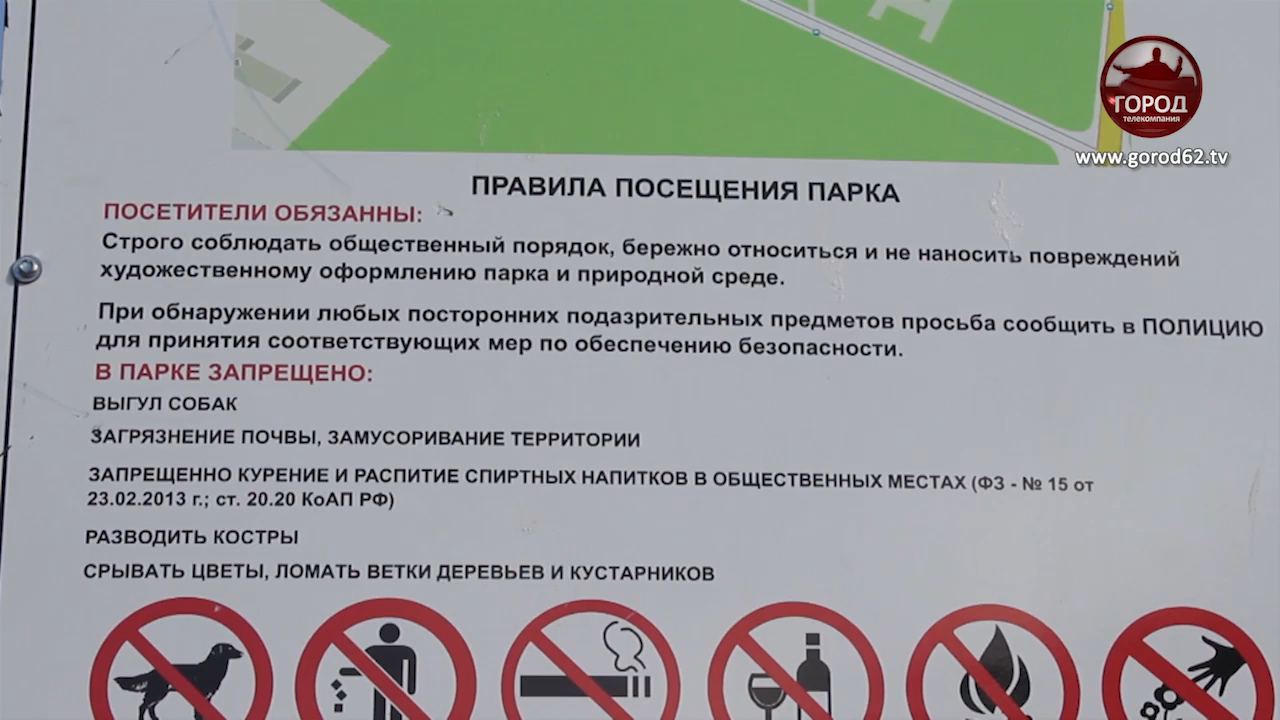 ГОРОД
телекомпания
www.gorod62.tv
ПРАВИЛА ПОСЕЩЕНИЯ ПАРКА
ПОСЕТИТЕЛИ ОБЯЗАННЫ:
Строго соблюдать общественный порядок, бережно относиться и не наносить повреждений
художественному оформлению парка и природной среде.
При обнаружении любых посторонних подазрительных предметов просьба сообщить в ПОЛИЦИЮ
для принятия соответствующих мер по обеспечению безопасности.
В ПАРКЕ ЗАПРЕЩЕНО:
ВЫГУЛ СОБАК
ЗАГРЯЗНЕНИЕ ПОЧВЫ, ЗАМУСОРИВАНИЕ ТЕРРИТОРИИ
ЗАПРЕЩЕННО КУРЕНИЕ И РАСПИТИЕ СПИРТНЫХ НАПИТКОВ В ОБЩЕСТВЕННЫХ МЕСТАХ (ФЗ - № 15 от
23.02.2013 г.; ст. 20.20 КоАП РФ)
РАЗВОДИТЬ КОСТРЫ
СРЫВАТЬ ЦВЕТЫ, ЛОМАТЬ ВЕТКИ ДЕРЕВЬЕВ И КУСТАРНИКОВ